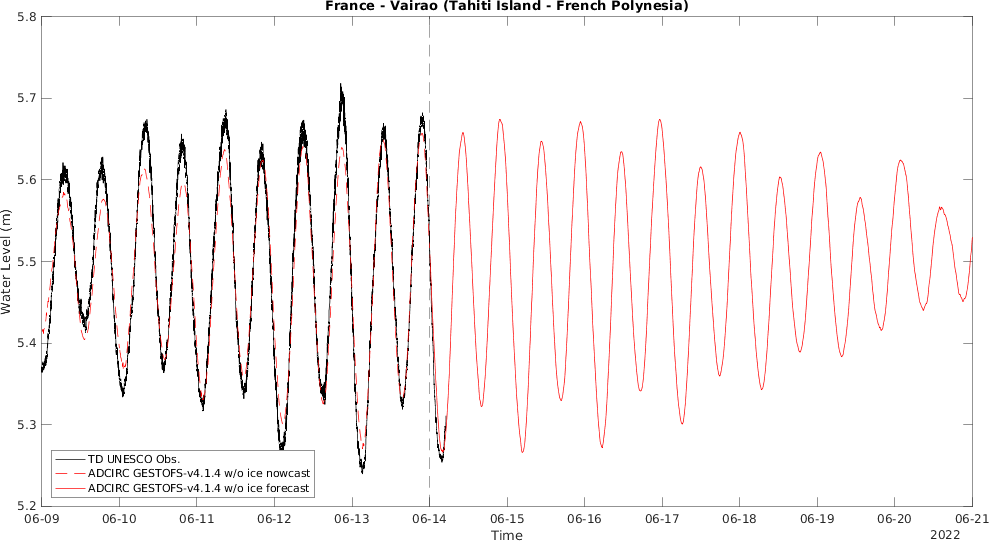 France - Vairao (Tahiti Island - French Polynesia)
5.8
5.7
5.6
5.5
5.4
5.3
5.2
Water Level (m)
TD UNESCO Obs.
ADCIRC GESTOFS-v4.1.4 w/o ice nowcast
ADCIRC GESTOFS-v4.1.4 w/o ice forecast
06-09 06-10 06-11 06-12 06-13 06-14 06-15 06-16 06-17 06-18 06-19 06-20 06-21
Time
2022